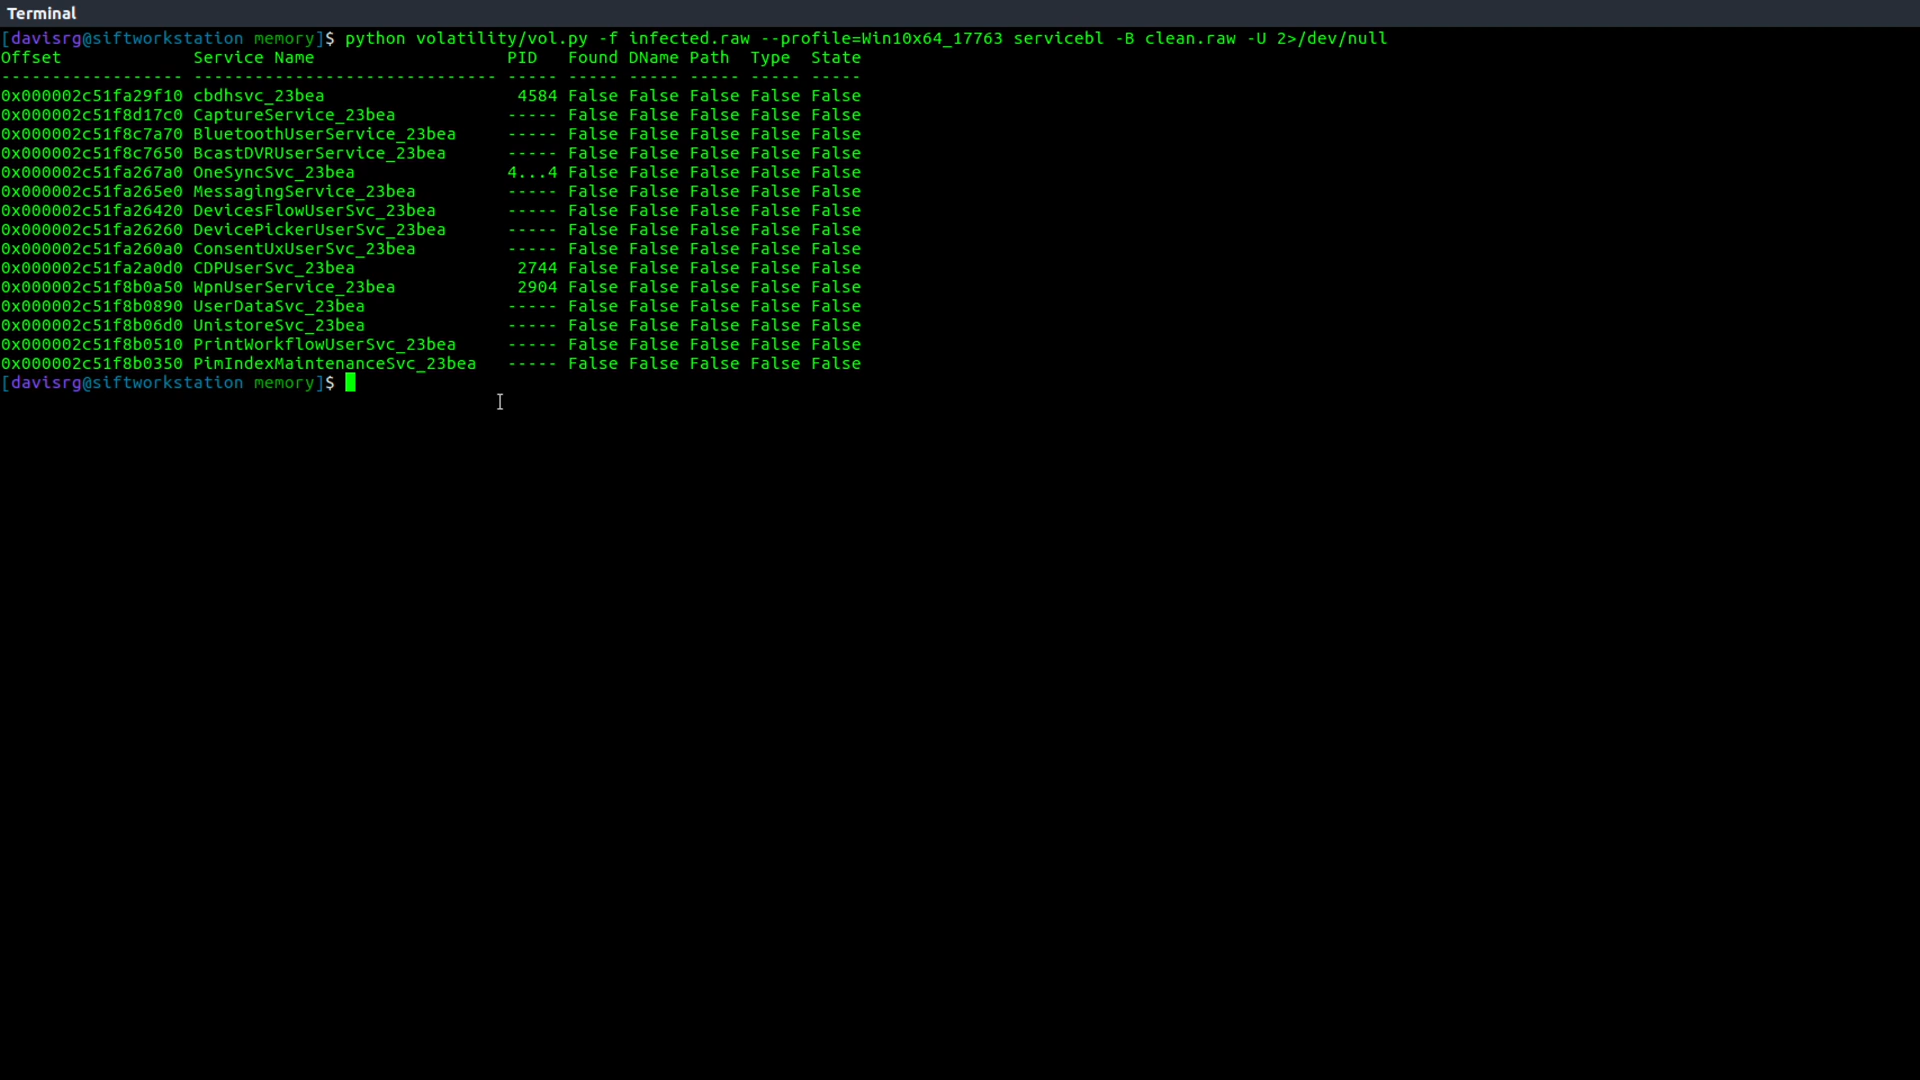 Terminal
[davisrg@siftworkstation memory]$ python volatility/vol.py -f infected.raw --profile=Win10x64_17763 servicebl -B clean.raw -U 2>/dev/null
Offset             Service Name                   PID   Found DName Path  Type  State
------------------ ------------------------------ ----- ----- ----- ----- ----- -----
0x000002c51fa29f10 cbdhsvc_23bea                   4584 False False False False False
0x000002c51f8d17c0 CaptureService_23bea           ----- False False False False False
0x000002c51f8c7a70 BluetoothUserService_23bea     ----- False False False False False
0x000002c51f8c7650 BcastDVRUserService_23bea      ----- False False False False False
0x000002c51fa267a0 OneSyncSvc_23bea               4...4 False False False False False
0x000002c51fa265e0 MessagingService_23bea         ----- False False False False False
0x000002c51fa26420 DevicesFlowUserSvc_23bea       ----- False False False False False
0x000002c51fa26260 DevicePickerUserSvc_23bea      ----- False False False False False
0x000002c51fa260a0 ConsentUxUserSvc_23bea         ----- False False False False False
0x000002c51fa2a0d0 CDPUserSvc_23bea                2744 False False False False False
0x000002c51f8b0a50 WpnUserService_23bea            2904 False False False False False
0x000002c51f8b0890 UserDataSvc_23bea              ----- False False False False False
0x000002c51f8b06d0 UnistoreSvc_23bea              ----- False False False False False
0x000002c51f8b0510 PrintWorkflowUserSvc_23bea     ----- False False False False False
0x000002c51f8b0350 PimIndexMaintenanceSvc_23bea   ----- False False False False False
[davisrg@siftworkstation memory]$